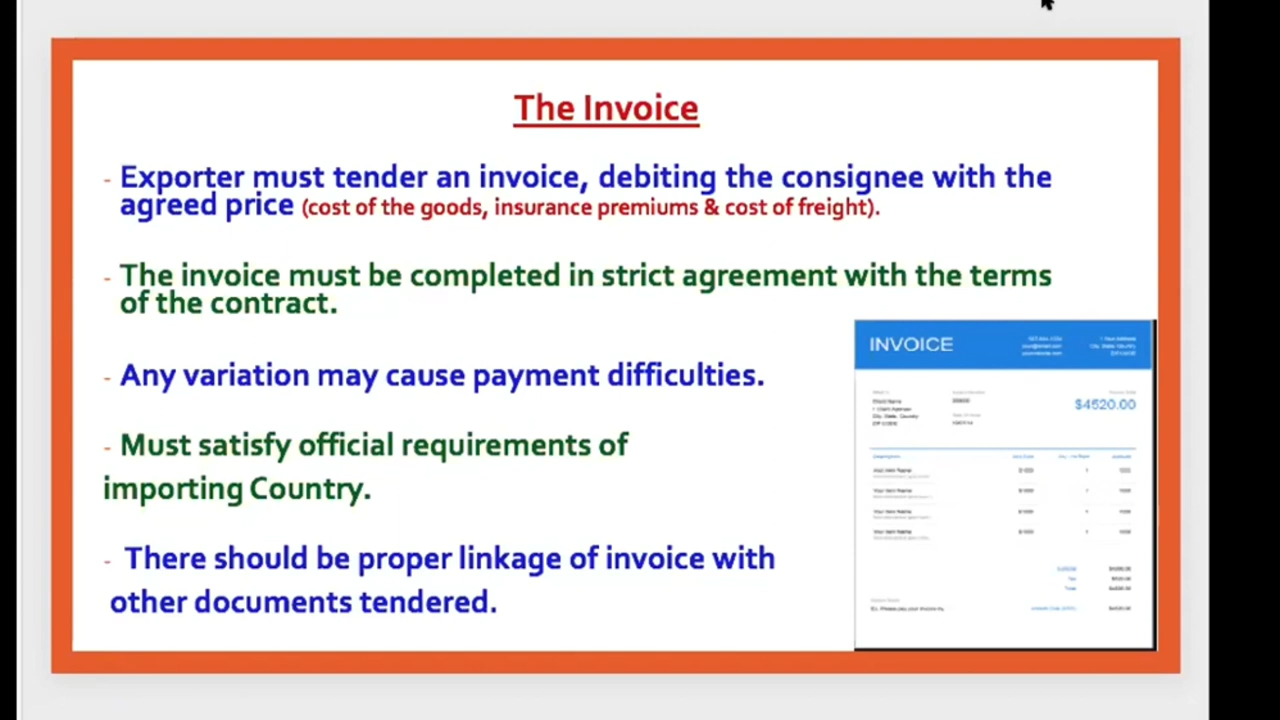 The Invoice
- Exporter must tender an invoice, debiting the consignee with the
agreed price (cost of the goods, insurance premiums & cost of freight).
- The invoice must be completed in strict agreement with the terms
of the contract.
- Any variation may cause payment difficulties.
- Must satisfy official requirements of
importing Country.
- There should be proper linkage of invoice with
other documents tendered.
INVOICE
$4520.00